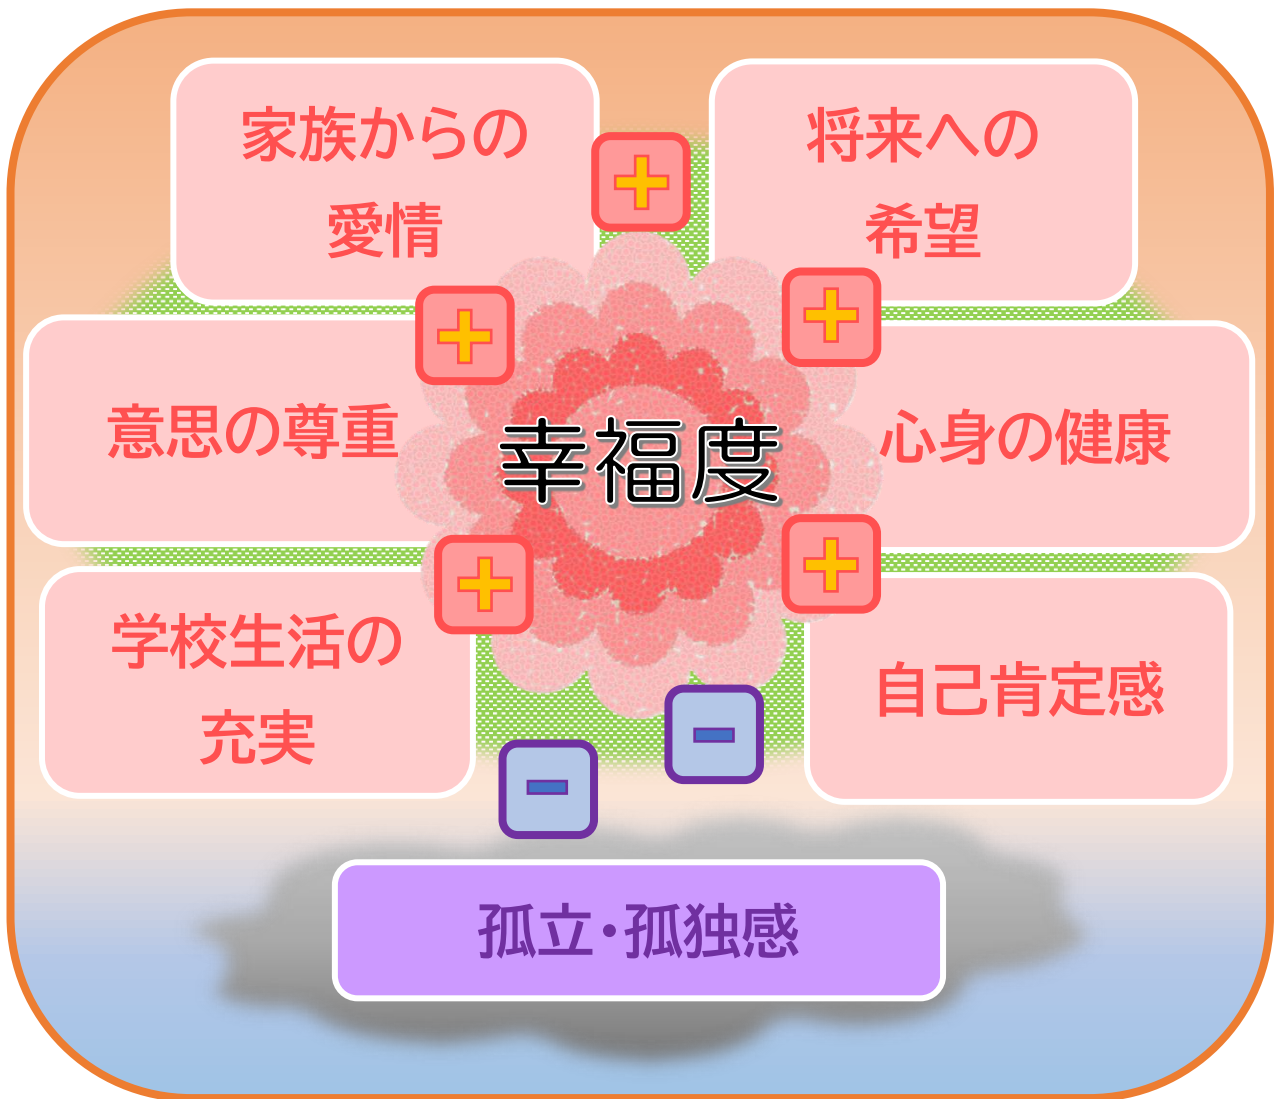 家族からの
愛情
将来への
希望
+
+
+
意思の尊重
幸福度
心身の健康
+
+
学校生活の
充実
自己肯定感
-
-
孤立・孤独感